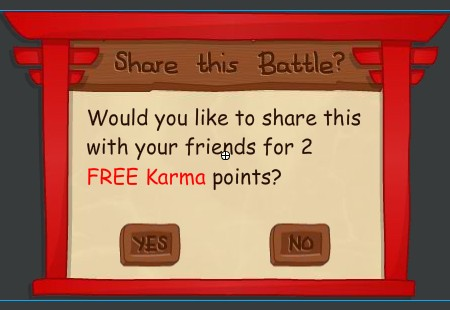 Share this Battle?
Would you like to share this
with your friends for 2
FREE Karma points?
YES
NO